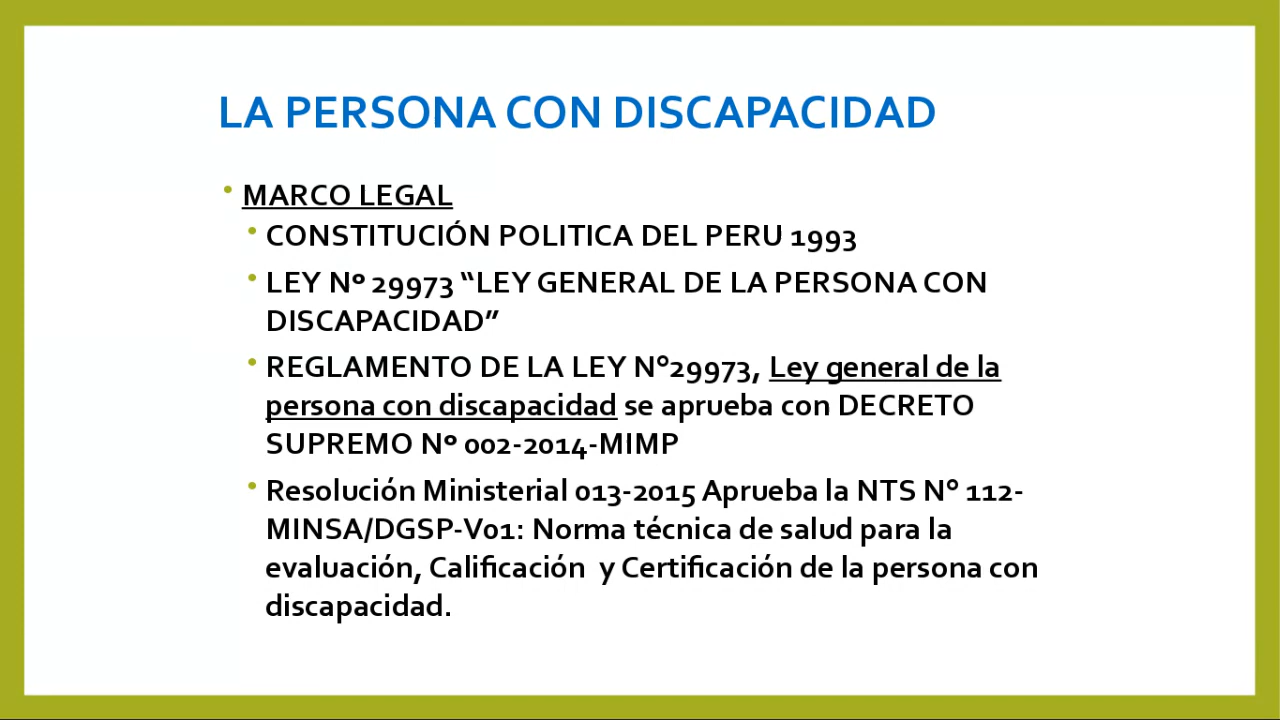 LA PERSONA CON DISCAPACIDAD
• MARCO LEGAL
• CONSTITUCIÓN POLITICA DEL PERU 1993
• LEY Nº 29973 “LEY GENERAL DE LA PERSONA CON
DISCAPACIDAD”
• REGLAMENTO DE LA LEY N°29973, Ley general de la
persona con discapacidad se aprueba con DECRETO
SUPREMO Nº 002-2014-MIMP
• Resolución Ministerial 013-2015 Aprueba la NTS N° 112-
MINSA/DGSP-V01: Norma técnica de salud para la
evaluación, Calificación  y Certificación de la persona con
discapacidad.